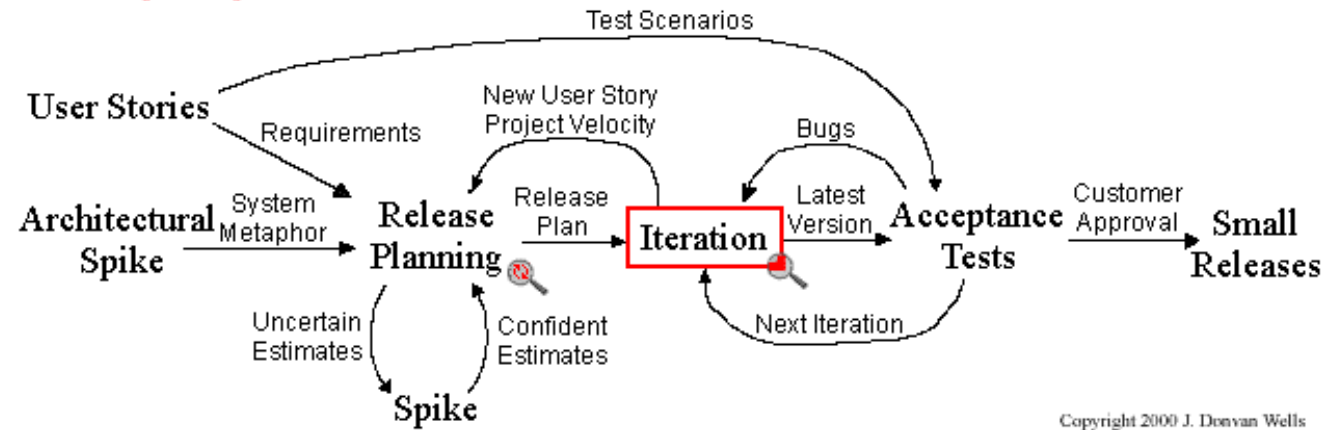 Test Scenarios
User Stories
Requirements
New User Story
Project Velocity
Bugs
Architectural
Spike
System
Metaphor
Release
Planning
Release
Plan
Iteration
Latest
Version
Acceptance
Tests
Customer
Approval
Small
Releases
Uncertain
Estimates
Confident
Estimates
Next Iteration
Spike
Copyright 2000 J. Donvan Wells